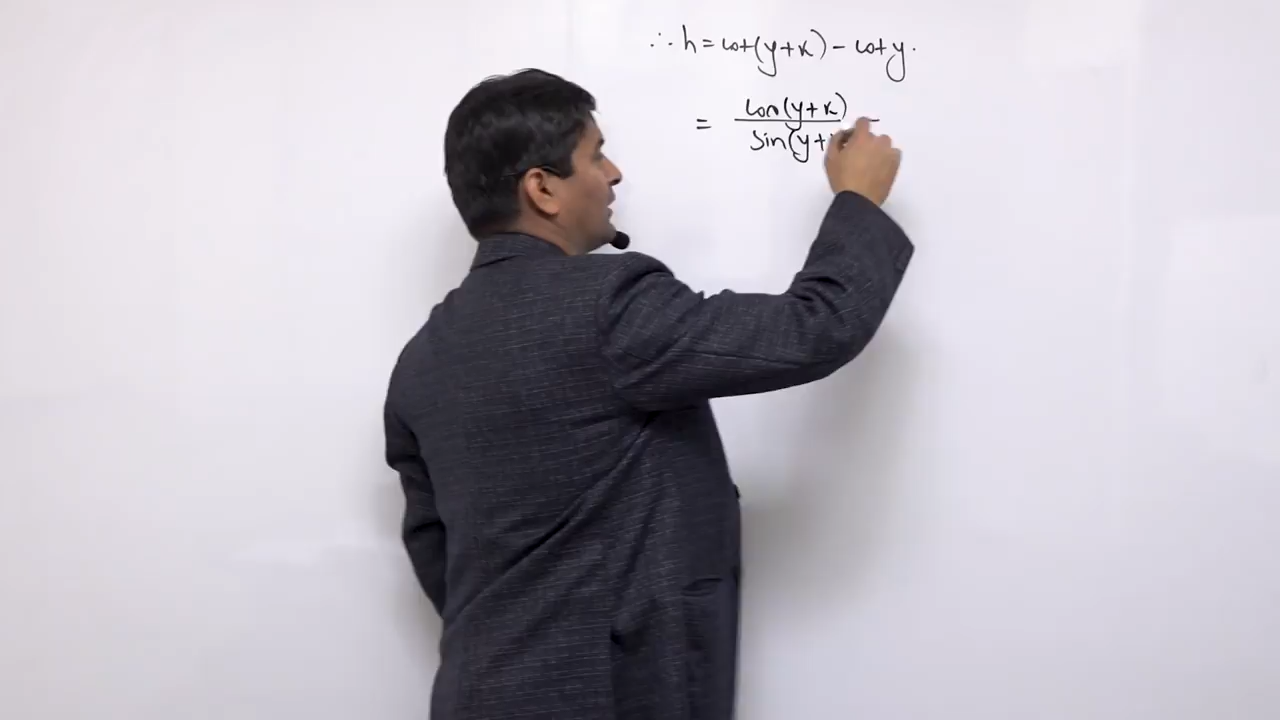 ∴ h = cot(y+k) - cot y.
= cos(y+k) / sin(y+ -